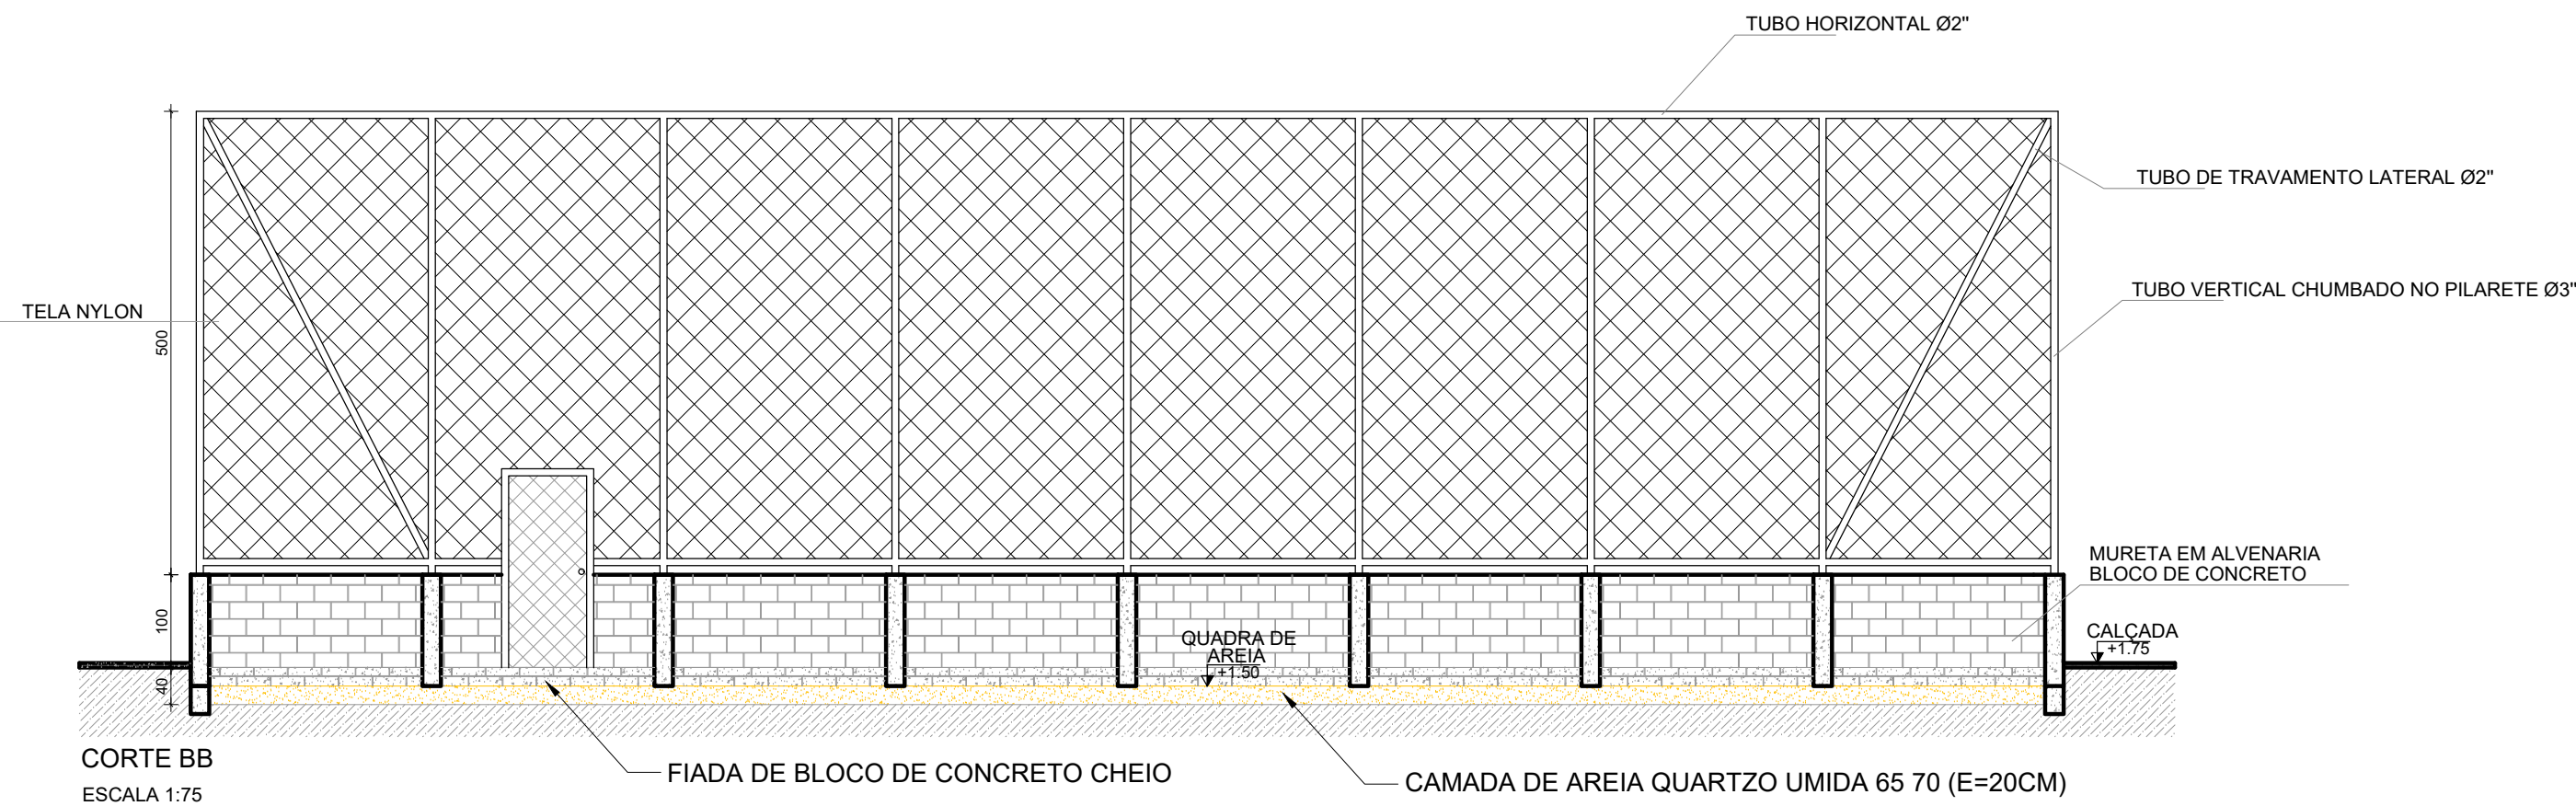 TUBO HORIZONTAL Ø2"
TUBO DE TRAVAMENTO LATERAL Ø2"
TELA NYLON
TUBO VERTICAL CHUMBADO NO PILARETE Ø3"
500
MURETA EM ALVENARIA
BLOCO DE CONCRETO
100
QUADRA DE
AREIA
+1.50
CALÇADA
+1.75
40
CORTE BB
ESCALA 1:75
FIADA DE BLOCO DE CONCRETO CHEIO
CAMADA DE AREIA QUARTZO UMIDA 65 70 (E=20CM)